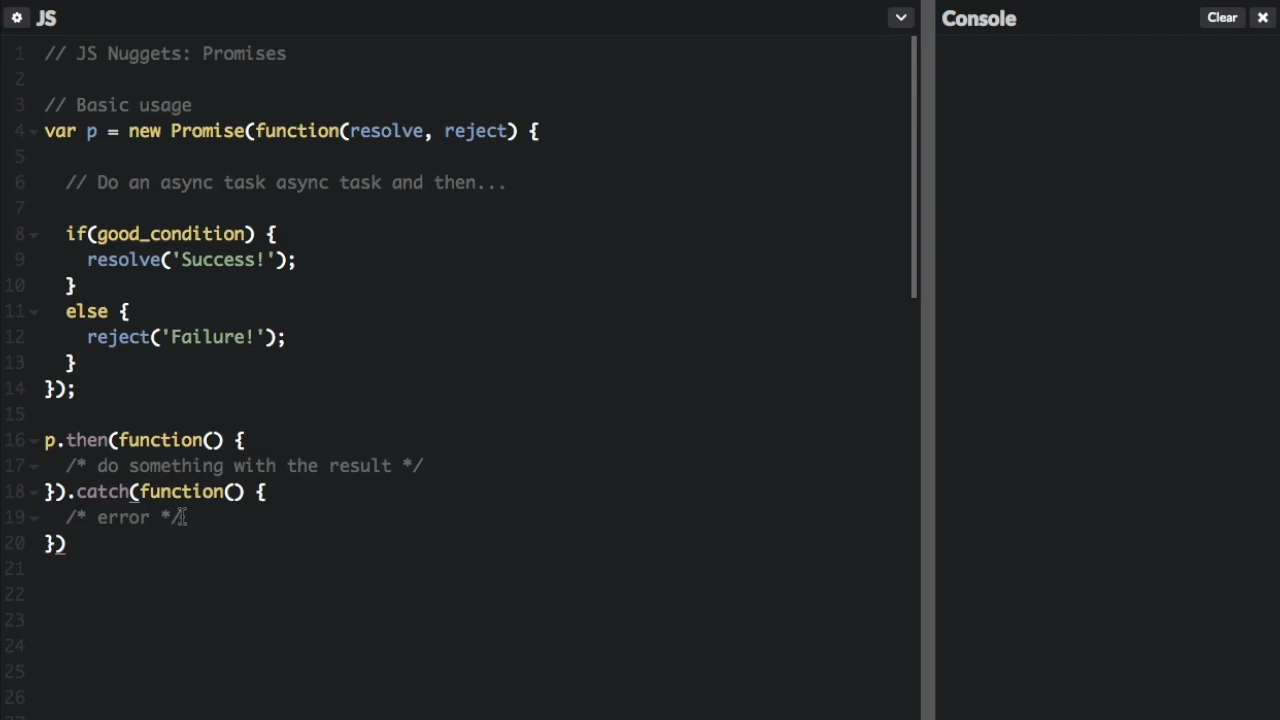 JS
Console
Clear
1 // JS Nuggets: Promises
2
3 // Basic usage
4 var p = new Promise(function(resolve, reject) {
5
6 // Do an async task async task and then...
7
8 if(good_condition) {
9 resolve('Success!');
10 }
11 else {
12 reject('Failure!');
13 }
14 });
15
16 p.then(function() {
17 /* do something with the result */
18 }).catch(function() {
19 /* error */
20 })
21
22
23
24
25
26